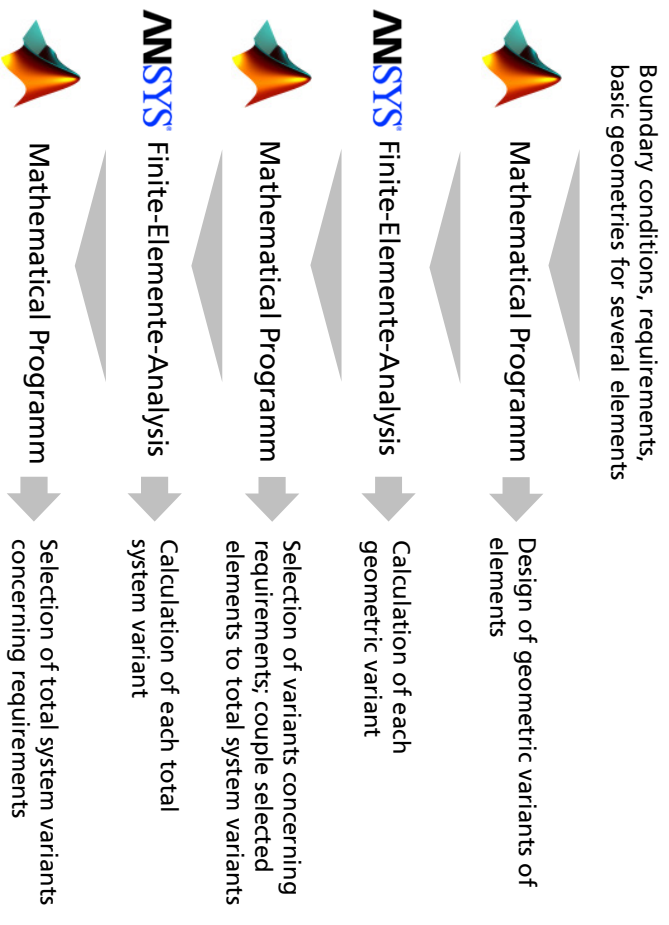 Boundary conditions, requirements,
basic geometries for several elements
Mathematical Programm
Design of geometric variants of
elements
ANSYS®
Finite-Elemente-Analysis
Calculation of each
geometric variant
Mathematical Programm
Selection of variants concerning
requirements; couple selected
elements to total system variants
ANSYS®
Finite-Elemente-Analysis
Calculation of each total
system variant
Mathematical Programm
Selection of total system variants
concerning requirements